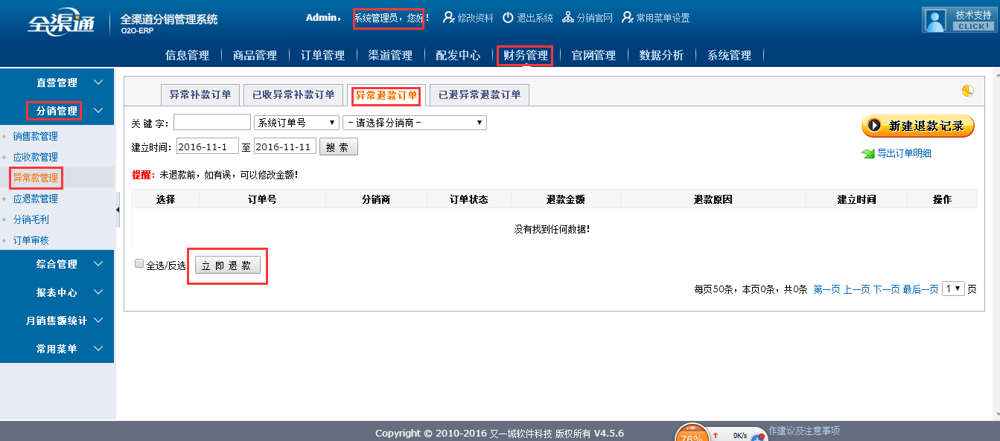 全渠通 全渠道分销管理系统
O2O-ERP
Admin， 系统管理员，您好！ 修改资料 退出系统 分销官网 常用菜单设置
技术支持
CLICK!
信息管理 商品管理 订单管理 渠道管理 配发中心 财务管理 官网管理 数据分析 系统管理
直营管理
分销管理
销售款管理
应收款管理
异常款管理
应退款管理
分销毛利
订单审核
综合管理
报表中心
月销售额统计
常用菜单
异常补款订单 已收异常补款订单 异常退款订单 已退异常退款订单
关 键 字： 系统订单号 －请选择分销商－
新建退款记录
建立时间： 2016-11-1 至 2016-11-11 搜 索
导出订单明细
提醒：未退款前，如有误，可以修改金额！
选择 订单号 分销商 订单状态 退款金额 退款原因 建立时间 操作
没有找到任何数据！
全选/反选 立 即 退 款
每页50条，本页0条，共0条 第一页 上一页 下一页 最后一页 1 页
Copyright © 2010-2016 又一城软件科技 版权所有 V4.5.6
76% 0K/s 作建议及注意事项